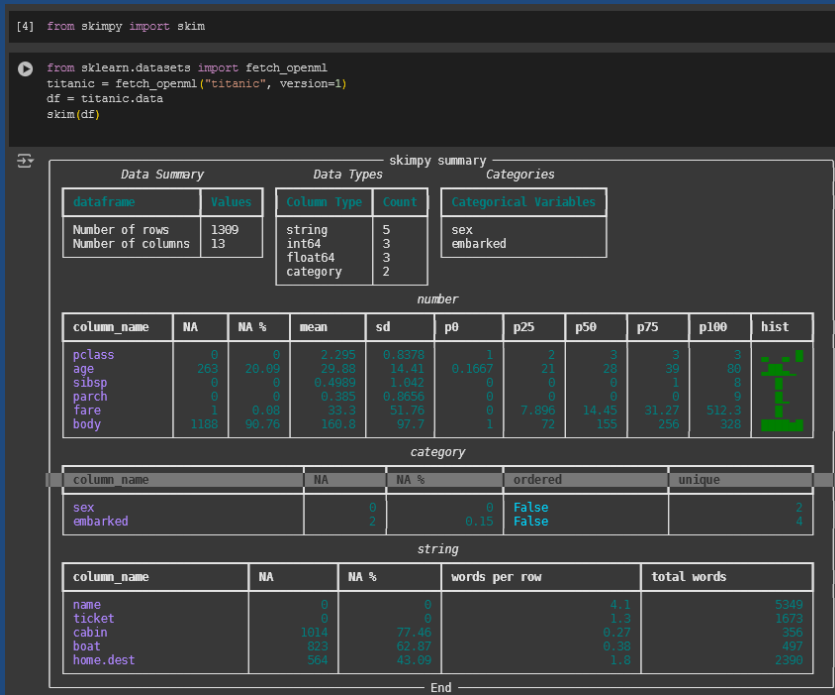 [4] from skimpy import skim
from sklearn.datasets import fetch_openml
titanic = fetch_openml("titanic", version=1)
df = titanic.data
skim(df)
skimpy summary
Data Summary Data Types Categories
dataframe Values Column Type Count Categorical Variables
Number of rows 1309 string 5 sex
Number of columns 13 int64 3 embarked
float64 3
category 2
number
column_name NA NA % mean sd p0 p25 p50 p75 p100 hist
pclass 0 0 2.295 0.8378 1 2 3 3 3
age 263 20.09 29.88 14.41 0.1667 21 28 39 80
sibsp 0 0 0.4989 1.042 0 0 0 1 8
parch 0 0 0.385 0.8656 0 0 0 0 9
fare 1 0.08 33.3 51.76 0 7.896 14.45 31.27 512.3
body 1188 90.76 160.8 97.7 1 72 155 256 328
category
column_name NA NA % ordered unique
sex 0 0 False 2
embarked 2 0.15 False 4
string
column_name NA NA % words per row total words
name 0 0 4.1 5349
ticket 0 0 1.3 1673
cabin 1014 77.46 0.27 356
boat 823 62.87 0.38 497
home.dest 564 43.09 1.8 2390
End